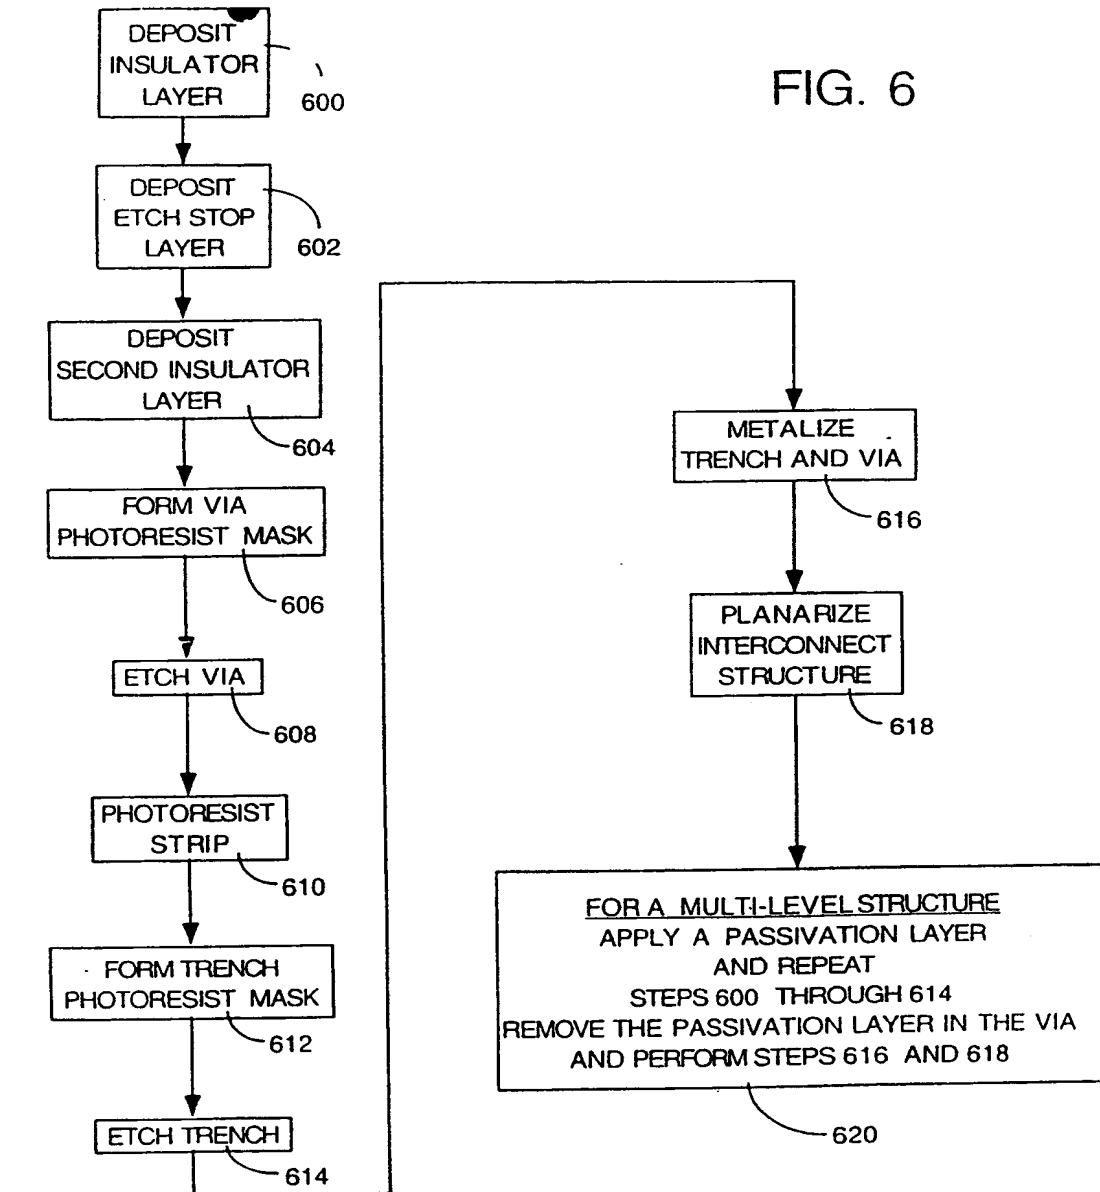 DEPOSIT
INSULATOR
LAYER
600
FIG. 6
DEPOSIT
ETCH STOP
LAYER
602
DEPOSIT
SECOND INSULATOR
LAYER
604
FORM VIA
PHOTORESIST MASK
606
ETCH VIA
608
PHOTORESIST
STRIP
610
FORM TRENCH
PHOTORESIST MASK
612
ETCH TRENCH
614
METALIZE
TRENCH AND VIA
616
PLANARIZE
INTERCONNECT
STRUCTURE
618
FOR A MULTI-LEVEL STRUCTURE
APPLY A PASSIVATION LAYER
AND REPEAT
STEPS 600 THROUGH 614
REMOVE THE PASSIVATION LAYER IN THE VIA
AND PERFORM STEPS 616 AND 618
620